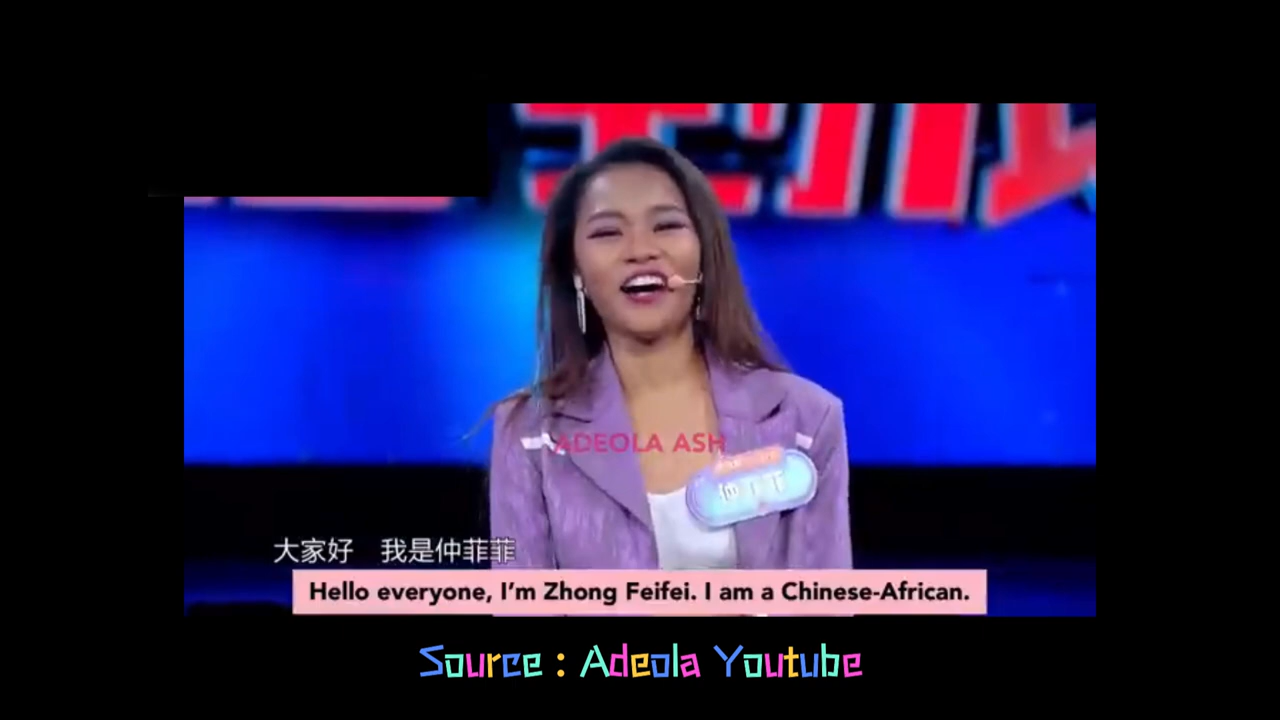 ADEOLA ASH
大家好 我是仲菲菲
Hello everyone, I'm Zhong Feifei. I am a Chinese-African.
Source : Adeola Youtube